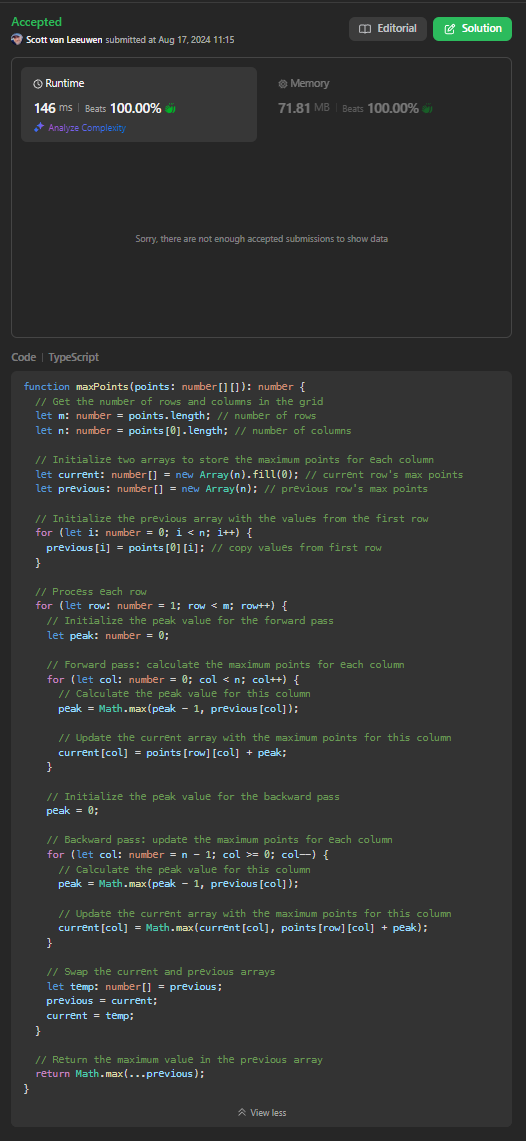 Accepted
Scott van Leeuwen submitted at Aug 17, 2024 11:15
Editorial
Solution
Runtime
146 ms | Beats 100.00%
Analyze Complexity
Memory
71.81 MB | Beats 100.00%
Sorry, there are not enough accepted submissions to show data
Code | TypeScript
function maxPoints(points: number[][]): number {
  // Get the number of rows and columns in the grid
  let m: number = points.length; // number of rows
  let n: number = points[0].length; // number of columns

  // Initialize two arrays to store the maximum points for each column
  let current: number[] = new Array(n).fill(0); // current row's max points
  let previous: number[] = new Array(n); // previous row's max points

  // Initialize the previous array with the values from the first row
  for (let i: number = 0; i < n; i++) {
    previous[i] = points[0][i]; // copy values from first row
  }

  // Process each row
  for (let row: number = 1; row < m; row++) {
    // Initialize the peak value for the forward pass
    let peak: number = 0;

    // Forward pass: calculate the maximum points for each column
    for (let col: number = 0; col < n; col++) {
      // Calculate the peak value for this column
      peak = Math.max(peak - 1, previous[col]);

      // Update the current array with the maximum points for this column
      current[col] = points[row][col] + peak;
    }

    // Initialize the peak value for the backward pass
    peak = 0;

    // Backward pass: update the maximum points for each column
    for (let col: number = n - 1; col >= 0; col--) {
      // Calculate the peak value for this column
      peak = Math.max(peak - 1, previous[col]);

      // Update the current array with the maximum points for this column
      current[col] = Math.max(current[col], points[row][col] + peak);
    }

    // Swap the current and previous arrays
    let temp: number[] = previous;
    previous = current;
    current = temp;
  }

  // Return the maximum value in the previous array
  return Math.max(...previous);
}
View less